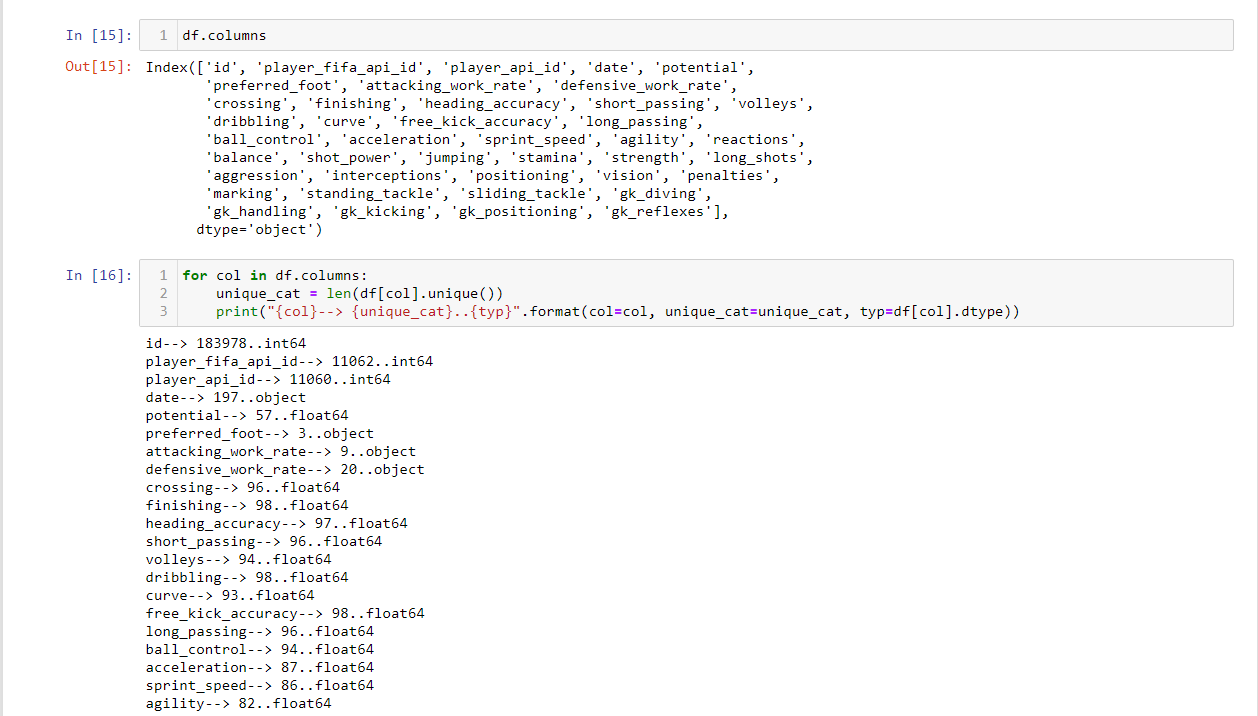 In [15]: 1 df.columns
Out[15]: Index(['id', 'player_fifa_api_id', 'player_api_id', 'date', 'potential',
'preferred_foot', 'attacking_work_rate', 'defensive_work_rate',
'crossing', 'finishing', 'heading_accuracy', 'short_passing', 'volleys',
'dribbling', 'curve', 'free_kick_accuracy', 'long_passing',
'ball_control', 'acceleration', 'sprint_speed', 'agility', 'reactions',
'balance', 'shot_power', 'jumping', 'stamina', 'strength', 'long_shots',
'aggression', 'interceptions', 'positioning', 'vision', 'penalties',
'marking', 'standing_tackle', 'sliding_tackle', 'gk_diving',
'gk_handling', 'gk_kicking', 'gk_positioning', 'gk_reflexes'],
dtype='object')
In [16]: 1 for col in df.columns:
2 unique_cat = len(df[col].unique())
3 print("{col}--> {unique_cat}..{typ}".format(col=col, unique_cat=unique_cat, typ=df[col].dtype))
id--> 183978..int64
player_fifa_api_id--> 11062..int64
player_api_id--> 11060..int64
date--> 197..object
potential--> 57..float64
preferred_foot--> 3..object
attacking_work_rate--> 9..object
defensive_work_rate--> 20..object
crossing--> 96..float64
finishing--> 98..float64
heading_accuracy--> 97..float64
short_passing--> 96..float64
volleys--> 94..float64
dribbling--> 98..float64
curve--> 93..float64
free_kick_accuracy--> 98..float64
long_passing--> 96..float64
ball_control--> 94..float64
acceleration--> 87..float64
sprint_speed--> 86..float64
agility--> 82..float64